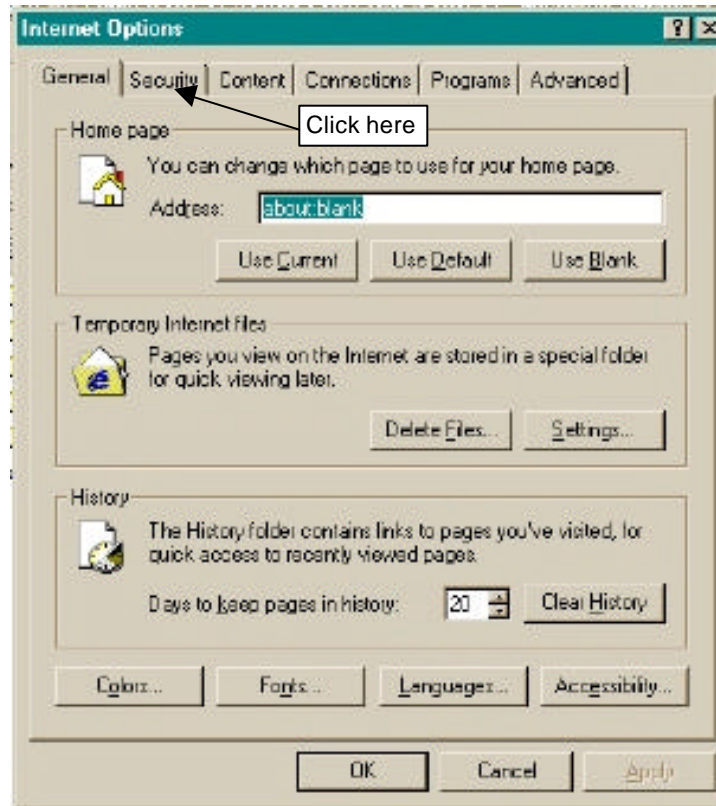 Internet Options
General Security Content Connections Programs Advanced
Click here
Home page
You can change which page to use for your home page.
Address: about:blank
Use Current Use Default Use Blank
Temporary Internet files
Pages you view on the Internet are stored in a special folder
for quick viewing later.
Delete Files... Settings...
History
The History folder contains links to pages you've visited, for
quick access to recently viewed pages.
Days to keep pages in history: 20 Clear History
Colors... Fonts... Languages... Accessibility...
OK Cancel Apply